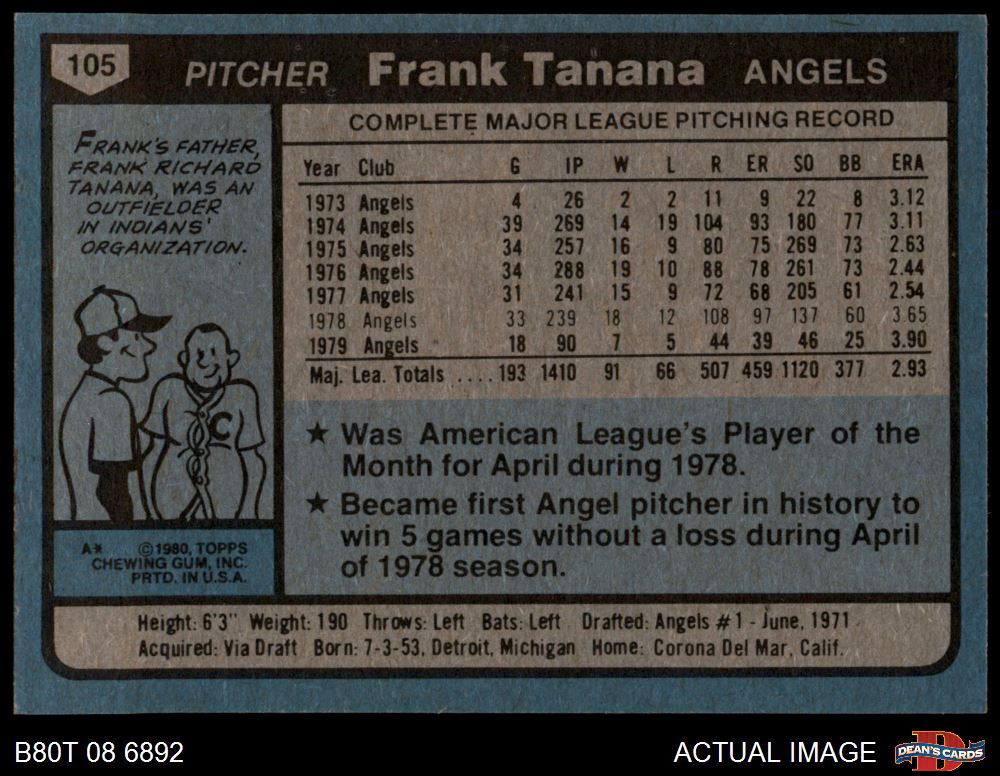 105 PITCHER Frank Tanana ANGELS
FRANK'S FATHER,
FRANK RICHARD
TANANA, WAS AN
OUTFIELDER
IN INDIANS'
ORGANIZATION.
C
A* ©1980, TOPPS
CHEWING GUM, INC.
PRTD. IN U.S.A.
COMPLETE MAJOR LEAGUE PITCHING RECORD
Year Club G IP W L R ER SO BB ERA
1973 Angels 4 26 2 2 11 9 22 8 3.12
1974 Angels 39 269 14 19 104 93 180 77 3.11
1975 Angels 34 257 16 9 80 75 269 73 2.63
1976 Angels 34 288 19 10 88 78 261 73 2.44
1977 Angels 31 241 15 9 72 68 205 61 2.54
1978 Angels 33 239 18 12 108 97 137 60 3.65
1979 Angels 18 90 7 5 44 39 46 25 3.90
Maj. Lea. Totals .... 193 1410 91 66 507 459 1120 377 2.93
★ Was American League's Player of the
Month for April during 1978.
★ Became first Angel pitcher in history to
win 5 games without a loss during April
of 1978 season.
Height: 6'3" Weight: 190 Throws: Left Bats: Left Drafted: Angels #1 - June, 1971
Acquired: Via Draft Born: 7-3-53, Detroit, Michigan Home: Corona Del Mar, Calif.
B80T 08 6892 ACTUAL IMAGE D DEAN'S CARDS